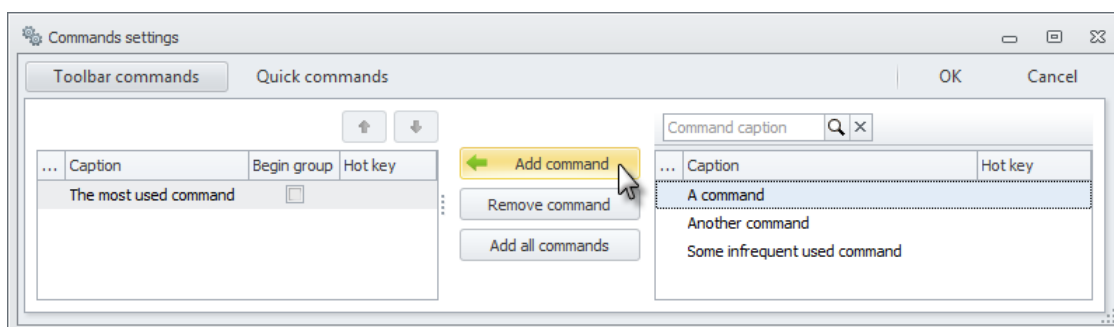 Commands settings
Toolbar commands Quick commands OK Cancel
Command caption
... Caption Begin group Hot key
The most used command
Add command
Remove command
Add all commands
... Caption Hot key
A command
Another command
Some infrequent used command